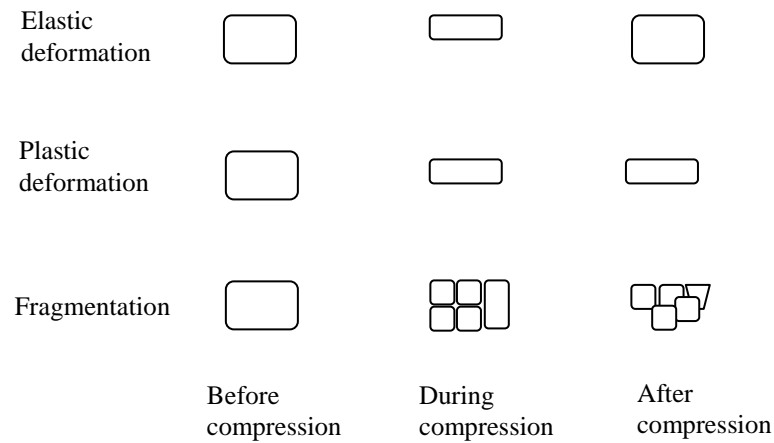 Elastic
deformation
Plastic
deformation
Fragmentation
Before
compression
During
compression
After
compression